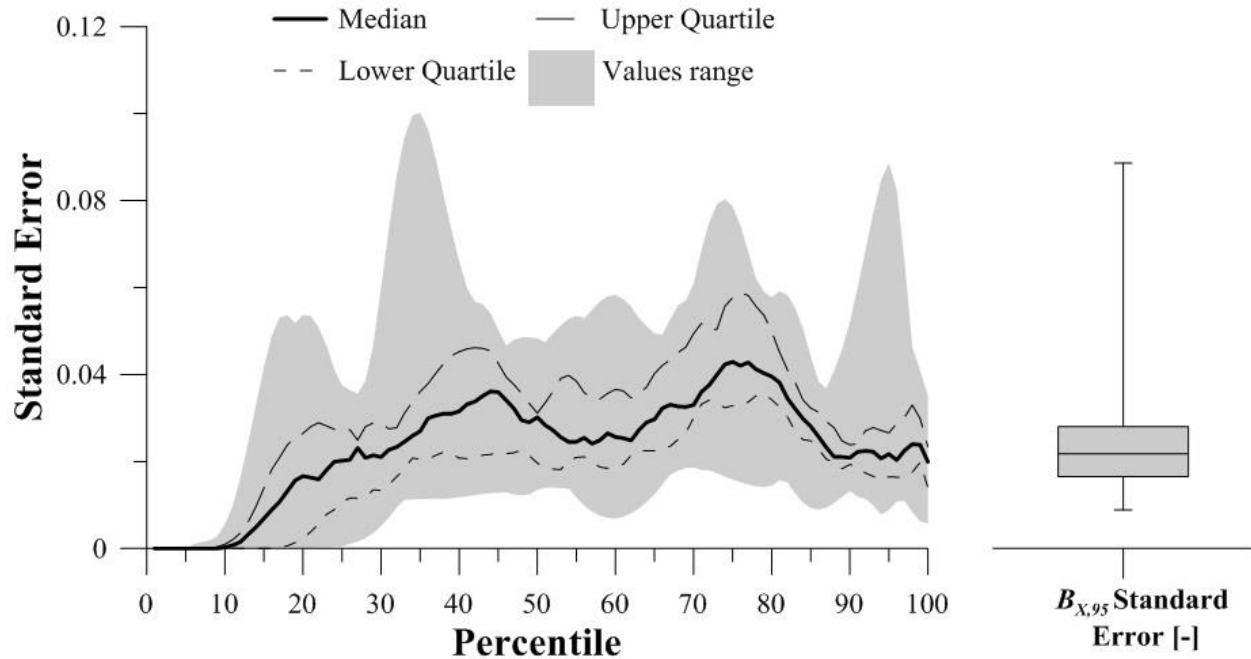 Median
Upper Quartile
Lower Quartile
Values range
0.12
0.08
0.04
0
Standard Error
0 10 20 30 40 50 60 70 80 90 100
Percentile
B_{X,95} Standard
Error [-]